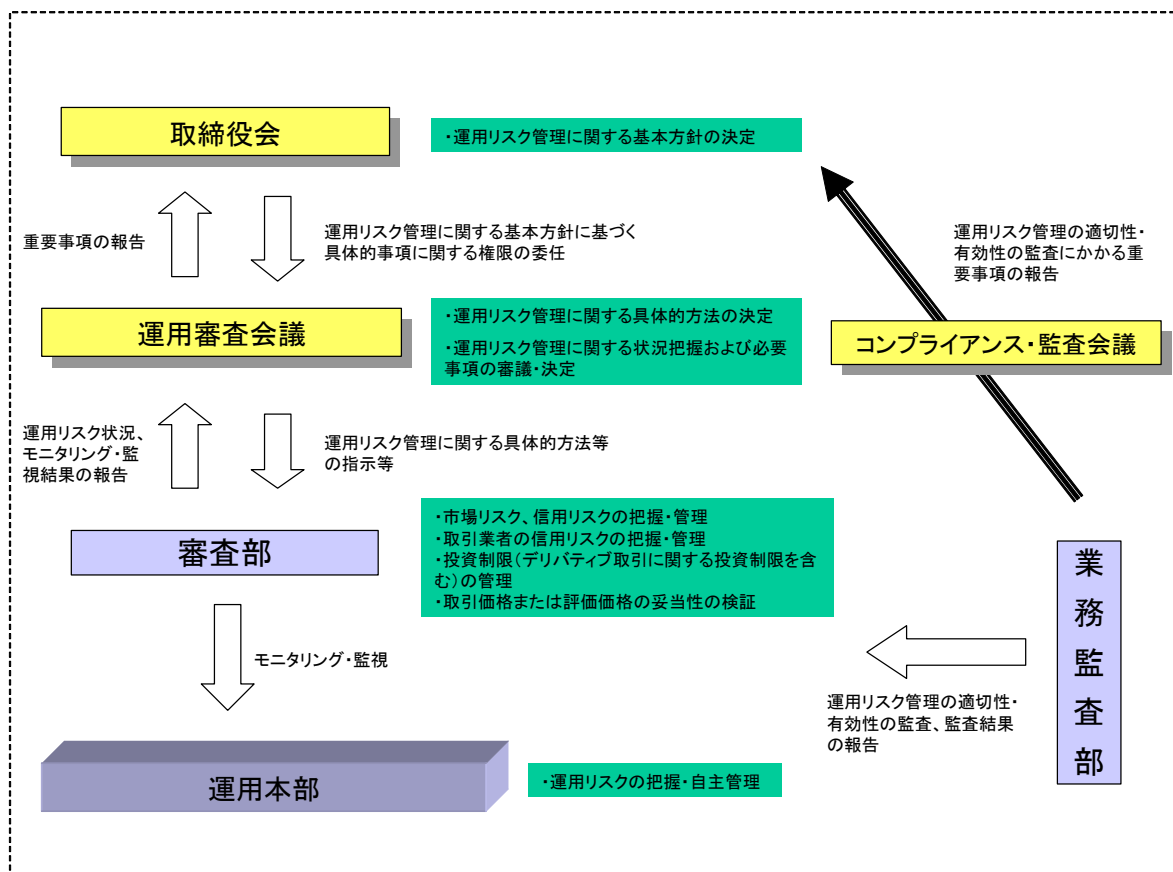 取締役会
・運用リスク管理に関する基本方針の決定
重要事項の報告
運用リスク管理に関する基本方針に基づく
具体的事項に関する権限の委任
運用リスク管理の適切性・
有効性の監査にかかる重
要事項の報告
運用審査会議
・運用リスク管理に関する具体的方法の決定
・運用リスク管理に関する状況把握および必要
事項の審議・決定
コンプライアンス・監査会議
運用リスク状況、
モニタリング・監
視結果の報告
運用リスク管理に関する具体的方法等
の指示等
審査部
・市場リスク、信用リスクの把握・管理
・取引業者の信用リスクの把握・管理
・投資制限(デリバティブ取引に関する投資制限を含
む)の管理
・取引価格または評価価格の妥当性の検証
業務監査部
モニタリング・監視
運用リスク管理の適切性・
有効性の監査、監査結果
の報告
運用本部
・運用リスクの把握・自主管理